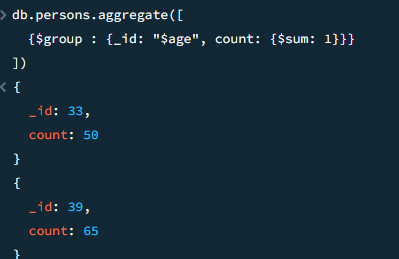 > db.persons.aggregate([
{$group : {_id: "$age", count: {$sum: 1}}}
])
< {
_id: 33,
count: 50
}
{
_id: 39,
count: 65
}